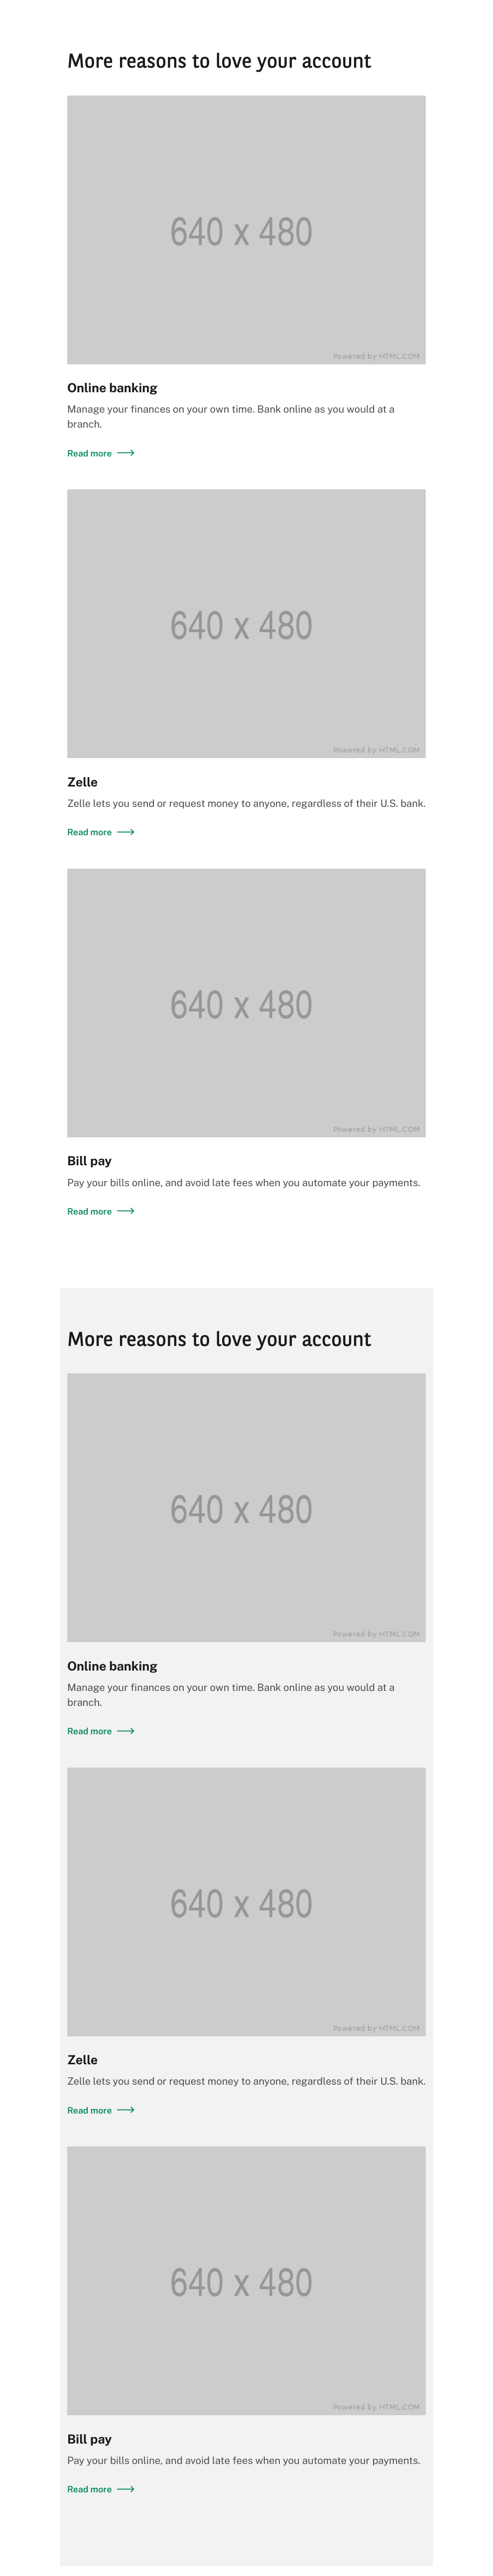 More reasons to love your account
640 x 480
Powered by HTML.COM
Online banking
Manage your finances on your own time. Bank online as you would at a
branch.
Read more
640 x 480
Powered by HTML.COM
Zelle
Zelle lets you send or request money to anyone, regardless of their U.S. bank.
Read more
640 x 480
Powered by HTML.COM
Bill pay
Pay your bills online, and avoid late fees when you automate your payments.
Read more
More reasons to love your account
640 x 480
Powered by HTML.COM
Online banking
Manage your finances on your own time. Bank online as you would at a
branch.
Read more
640 x 480
Powered by HTML.COM
Zelle
Zelle lets you send or request money to anyone, regardless of their U.S. bank.
Read more
640 x 480
Powered by HTML.COM
Bill pay
Pay your bills online, and avoid late fees when you automate your payments.
Read more